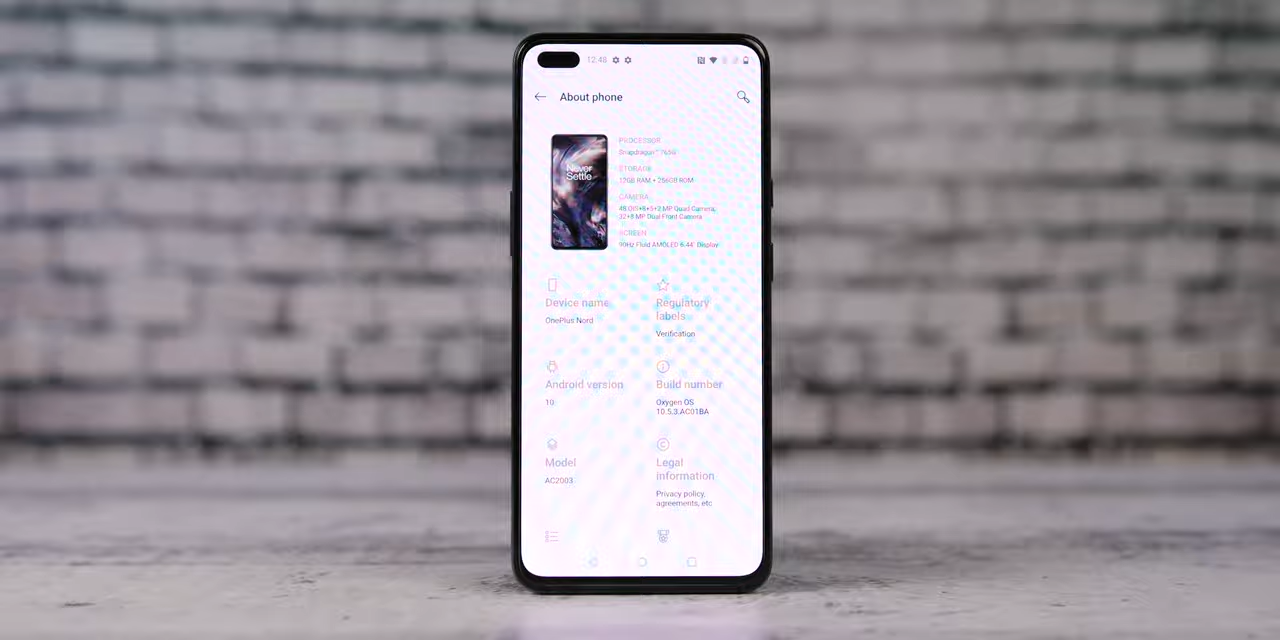 12.48
About phone
Never
Settle
PROCESSOR
Snapdragon™ 765G
STORAGE
12GB RAM + 256GB ROM
CAMERA
48 OIS+8+5+2 MP Quad Camera,
32+8 MP Dual Front Camera
SCREEN
90Hz Fluid AMOLED 6.44" Display
Device name
OnePlus Nord
Regulatory
labels
Verification
Android version
10
Build number
Oxygen OS
10.5.3.AC01BA
Model
AC2003
Legal
information
Privacy policy,
agreements, etc